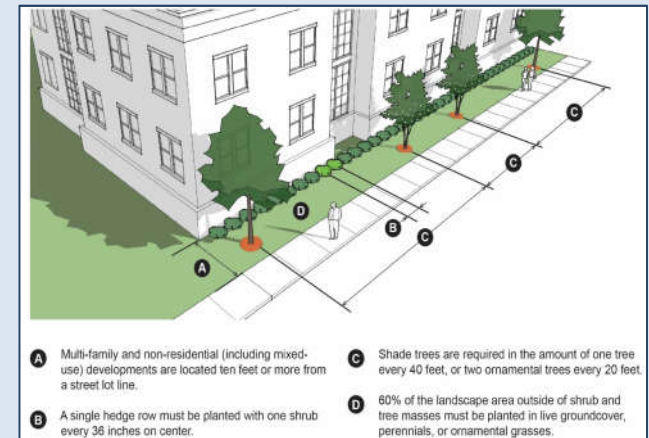 C
C
D
B
C
A
A Multi-family and non-residential (including mixed-
use) developments are located ten feet or more from
a street lot line.
B A single hedge row must be planted with one shrub
every 36 inches on center.
C Shade trees are required in the amount of one tree
every 40 feet, or two ornamental trees every 20 feet.
D 60% of the landscape area outside of shrub and
tree masses must be planted in live groundcover,
perennials, or ornamental grasses.